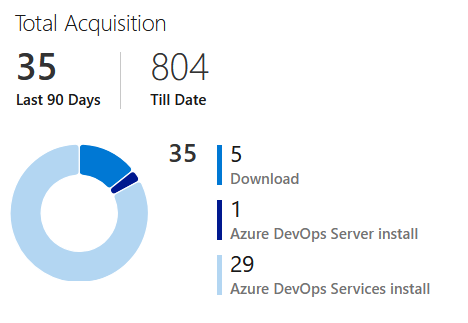 Total Acquisition
35 804
Last 90 Days Till Date
35
5
Download
1
Azure DevOps Server install
29
Azure DevOps Services install